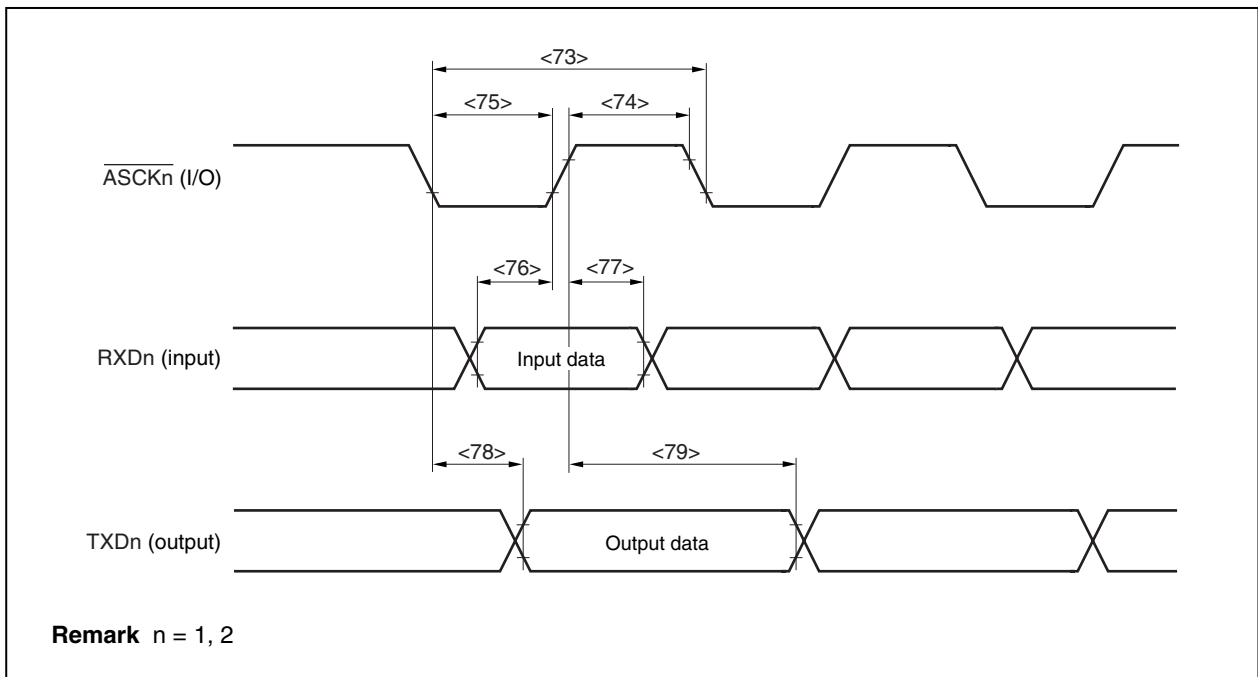 <73>
<75> <74>
ASCKn (I/O)
<76> <77>
RXDn (input)
Input data
<78> <79>
TXDn (output)
Output data
Remark n = 1, 2